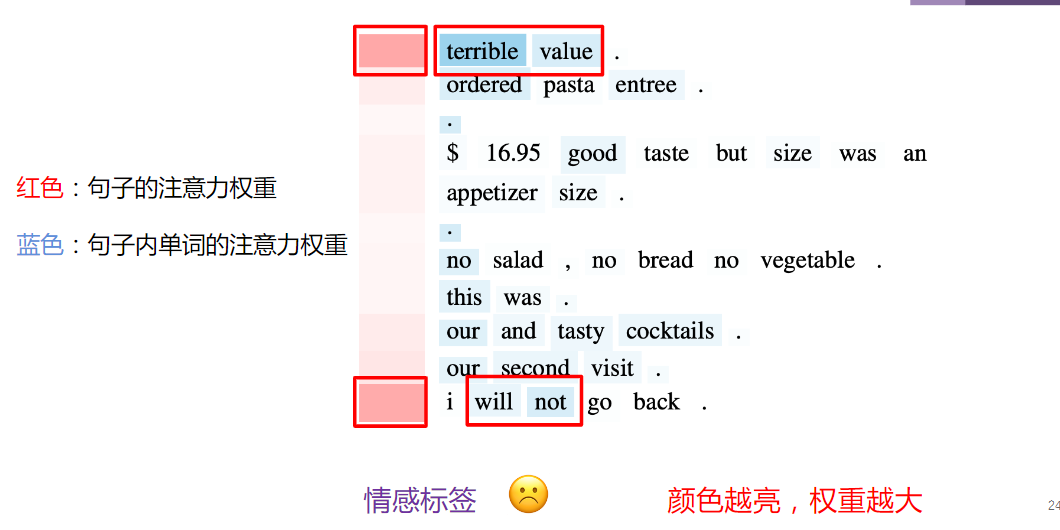 terrible value .
ordered pasta entree .
.
$ 16.95 good taste but size was an
appetizer size .
红色：句子的注意力权重
.
蓝色：句子内单词的注意力权重
no salad , no bread no vegetable .
this was .
our and tasty cocktails .
our second visit .
i will not go back .
情感标签
颜色越亮，权重越大
24